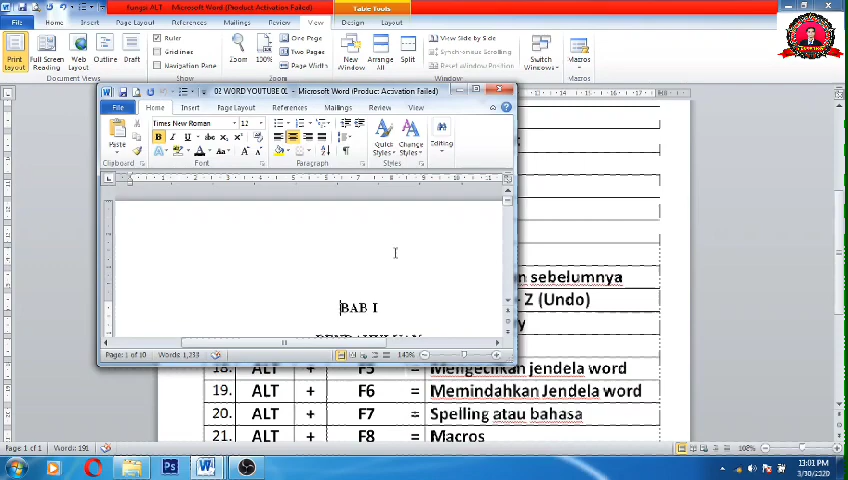 fungsi ALT - Microsoft Word (Product Activation Failed)
Table Tools
File Home Insert Page Layout References Mailings Review View Design Layout
Print Layout
Full Screen Reading
Web Layout
Outline
Draft
Document Views
Ruler
Gridlines
Navigation Pane
Show
Zoom
100%
One Page
Two Pages
Page Width
Zoom
New Window
Arrange All
Split
View Side by Side
Synchronous Scrolling
Reset Window Position
Switch Windows
Macros
Macros
02 WORD YOUTUBE 01 - Microsoft Word (Product Activation Failed)
File Home Insert Page Layout References Mailings Review View
Paste
Clipboard
Times New Roman 12
Font
Paragraph
Quick Styles
Change Styles
Styles
Editing
BAB I
PENDAHULUAN
Page: 1 of 10 Words: 1,233 140%
n sebelumnya
- Z (Undo)
y
18. ALT + F5 = Mengecilkan jendela word
19. ALT + F6 = Memindahkan Jendela word
20. ALT + F7 = Spelling atau bahasa
21. ALT + F8 = Macros
Page: 1 of 1 Words: 191 108%
13:01 PM
3/30/2020